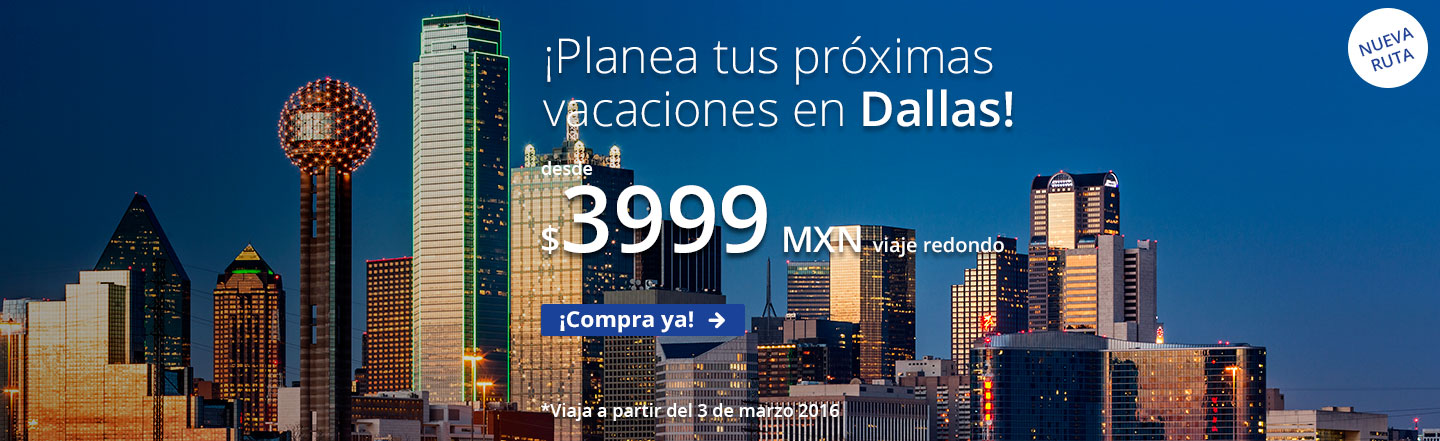 ¡Planea tus próximas
vacaciones en Dallas!
desde
$3999 MXN viaje redondo
¡Compra ya! →
*Viaja a partir del 3 de marzo 2016
NUEVA
RUTA